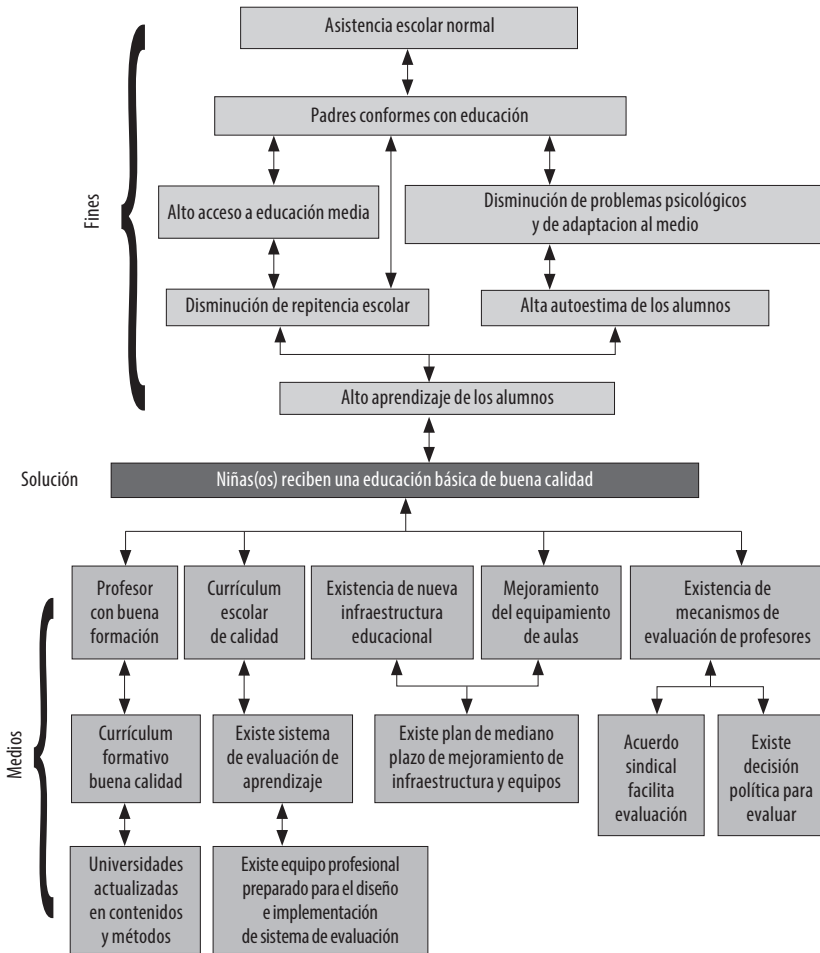 Asistencia escolar normal
Padres conformes con educación
Fines
Alto acceso a educación media
Disminución de problemas psicológicos
y de adaptacion al medio
Disminución de repitencia escolar
Alta autoestima de los alumnos
Alto aprendizaje de los alumnos
Solución
Niñas(os) reciben una educación básica de buena calidad
Medios
Profesor
con buena
formación
Currículum
escolar
de calidad
Existencia de nueva
infraestructura
educacional
Mejoramiento
del equipamiento
de aulas
Existencia de
mecanismos de
evaluación de profesores
Currículum
formativo
buena calidad
Existe sistema
de evaluación de
aprendizaje
Existe plan de mediano
plazo de mejoramiento de
infraestructura y equipos
Acuerdo
sindical
facilita
evaluación
Existe
decisión
política para
evaluar
Universidades
actualizadas
en contenidos
y métodos
Existe equipo profesional
preparado para el diseño
e implementación
de sistema de evaluación